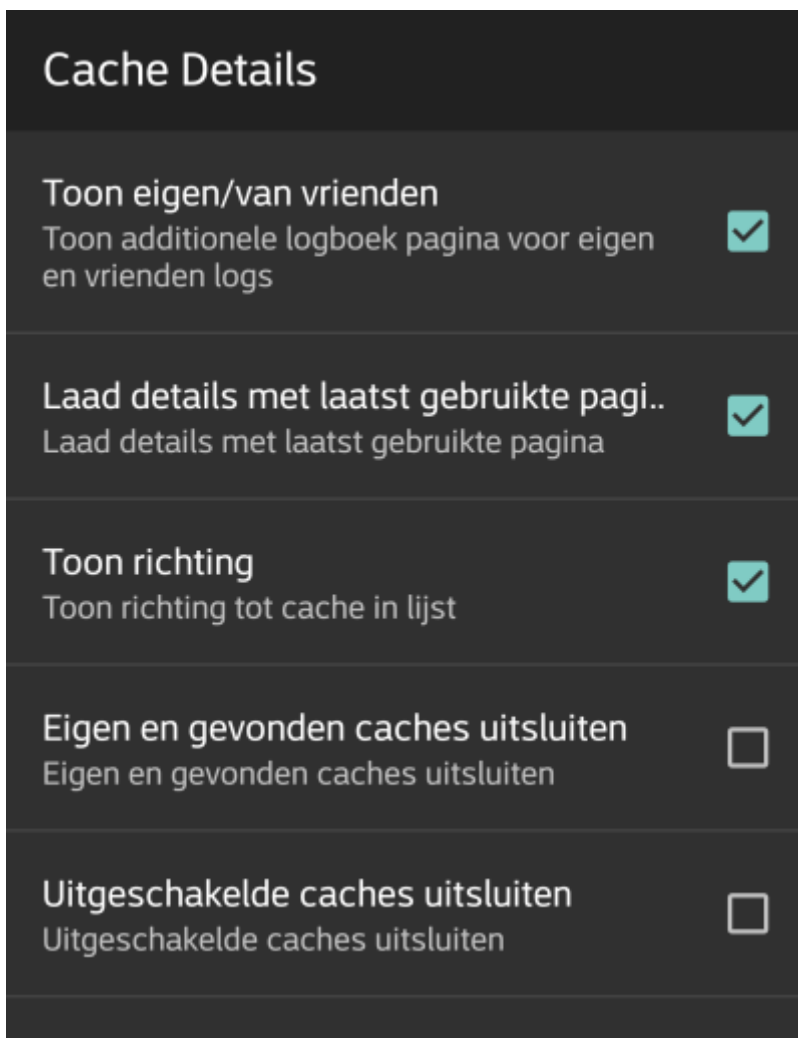 Cache Details
Toon eigen/van vrienden
Toon additionele logboek pagina voor eigen
en vrienden logs
Laad details met laatst gebruikte pagi..
Laad details met laatst gebruikte pagina
Toon richting
Toon richting tot cache in lijst
Eigen en gevonden caches uitsluiten
Eigen en gevonden caches uitsluiten
Uitgeschakelde caches uitsluiten
Uitgeschakelde caches uitsluiten